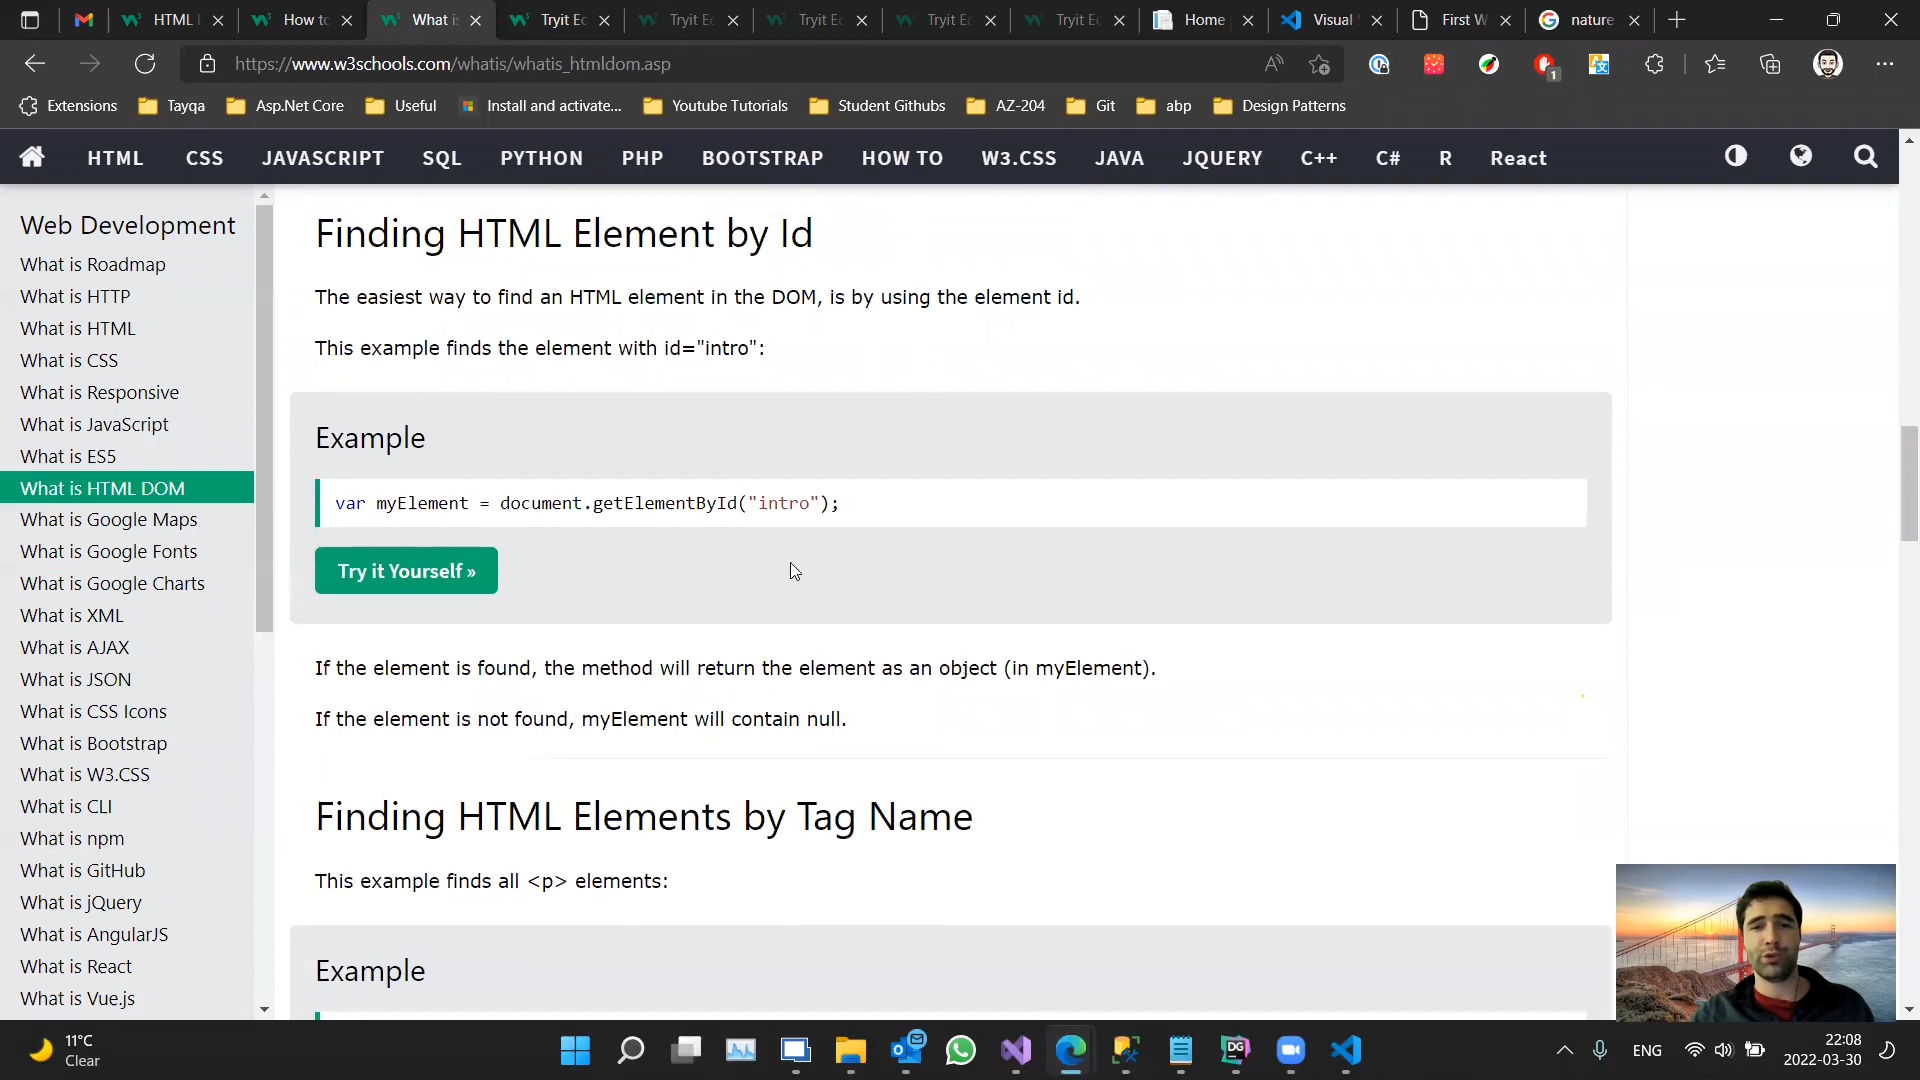 HTML
How to
What is
Tryit Ec
Tryit Ec
Tryit Ec
Tryit Ec
Tryit Ec
Home
Visual
First W
nature
https://www.w3schools.com/whatis/whatis_htmldom.asp
1
Extensions
Tayqa
Asp.Net Core
Useful
Install and activate...
Youtube Tutorials
Student Githubs
AZ-204
Git
abp
Design Patterns
HTML
CSS
JAVASCRIPT
SQL
PYTHON
PHP
BOOTSTRAP
HOW TO
W3.CSS
JAVA
JQUERY
C++
C#
R
React
Web Development
What is Roadmap
What is HTTP
What is HTML
What is CSS
What is Responsive
What is JavaScript
What is ES5
What is HTML DOM
What is Google Maps
What is Google Fonts
What is Google Charts
What is XML
What is AJAX
What is JSON
What is CSS Icons
What is Bootstrap
What is W3.CSS
What is CLI
What is npm
What is GitHub
What is jQuery
What is AngularJS
What is React
What is Vue.js
Finding HTML Element by Id
The easiest way to find an HTML element in the DOM, is by using the element id.
This example finds the element with id="intro":
Example
var myElement = document.getElementById("intro");
Try it Yourself »
If the element is found, the method will return the element as an object (in myElement).
If the element is not found, myElement will contain null.
Finding HTML Elements by Tag Name
This example finds all <p> elements:
Example
11°C
Clear
DG
ENG
22:08
2022-03-30